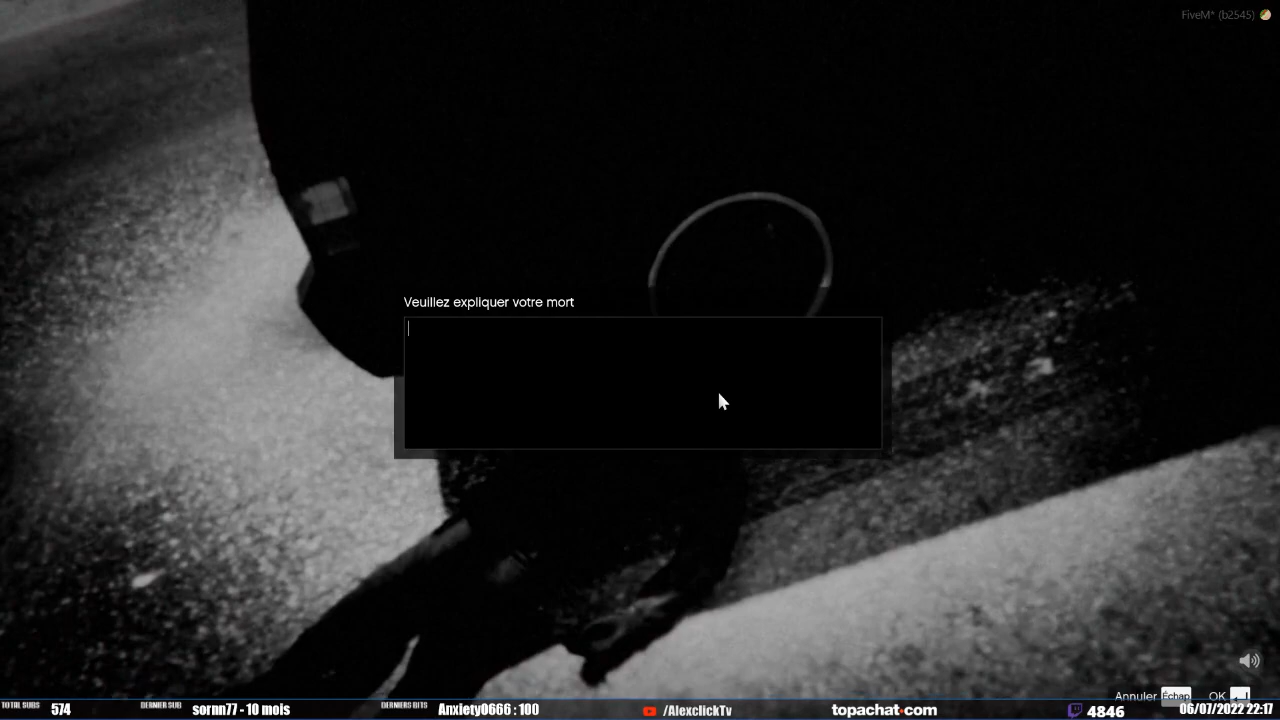 FiveM* (b2545)
Veuillez expliquer votre mort
Annuler Échap OK
TOTAL SUBS 574 DERNIER SUB sornn77 - 10 mois DERNIERS BITS Anxiety0666 : 100 /AlexclickTv topachat.com 4846 06/07/2022 22:17